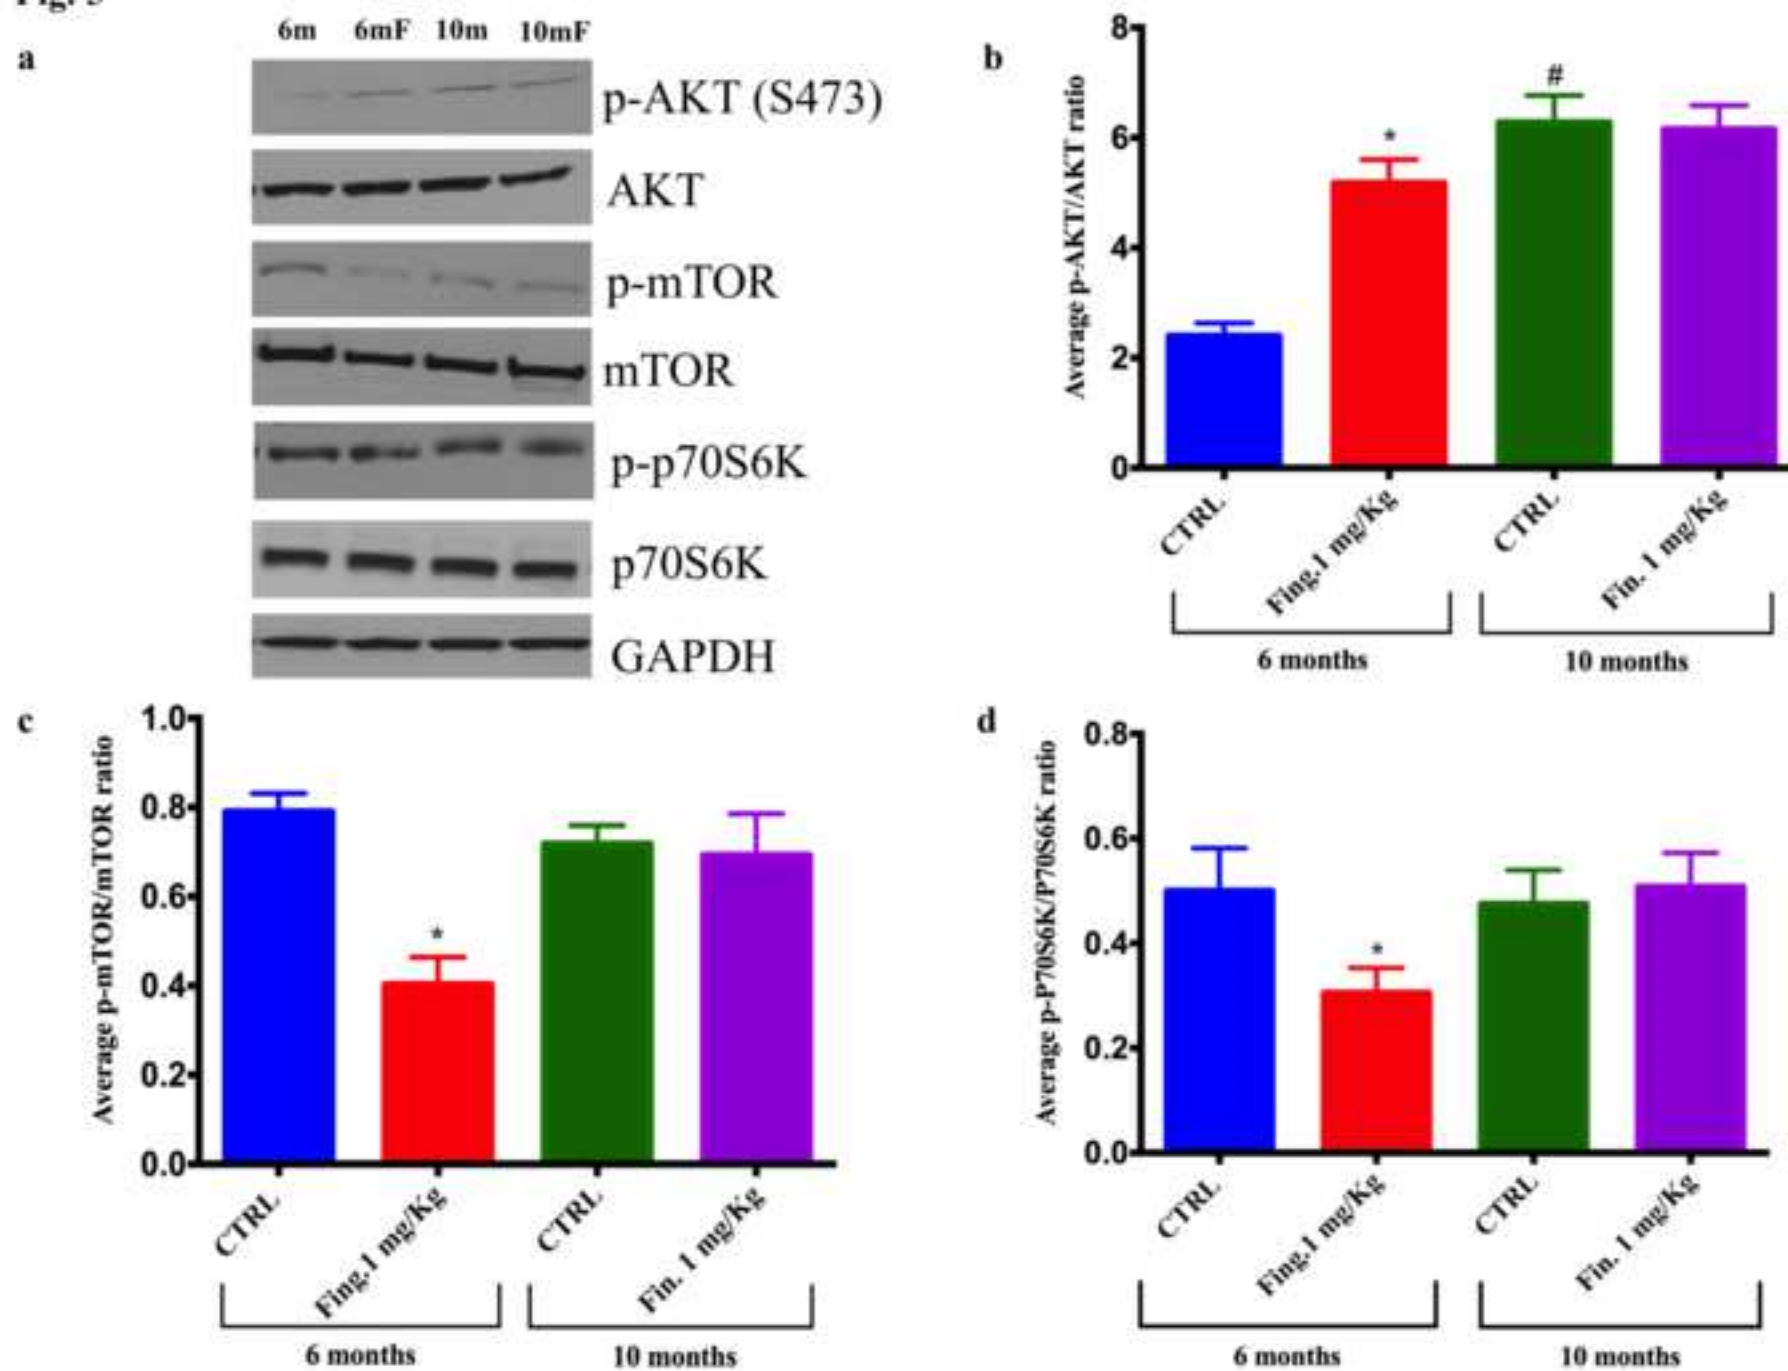 a
6m 6mF 10m 10mF
p-AKT (S473)
AKT
p-mTOR
mTOR
p-p70S6K
p70S6K
GAPDH
b
Average p-AKT/AKT ratio
8
6
4
2
0
*
#
CTRL
Fing.1 mg/Kg
CTRL
Fin. 1 mg/Kg
6 months
10 months
c
Average p-mTOR/mTOR ratio
1.0
0.8
0.6
0.4
0.2
0.0
*
CTRL
Fing.1 mg/Kg
CTRL
Fin. 1 mg/Kg
6 months
10 months
d
Average p-P70S6K/P70S6K ratio
0.8
0.6
0.4
0.2
0.0
*
CTRL
Fing.1 mg/Kg
CTRL
Fin. 1 mg/Kg
6 months
10 months